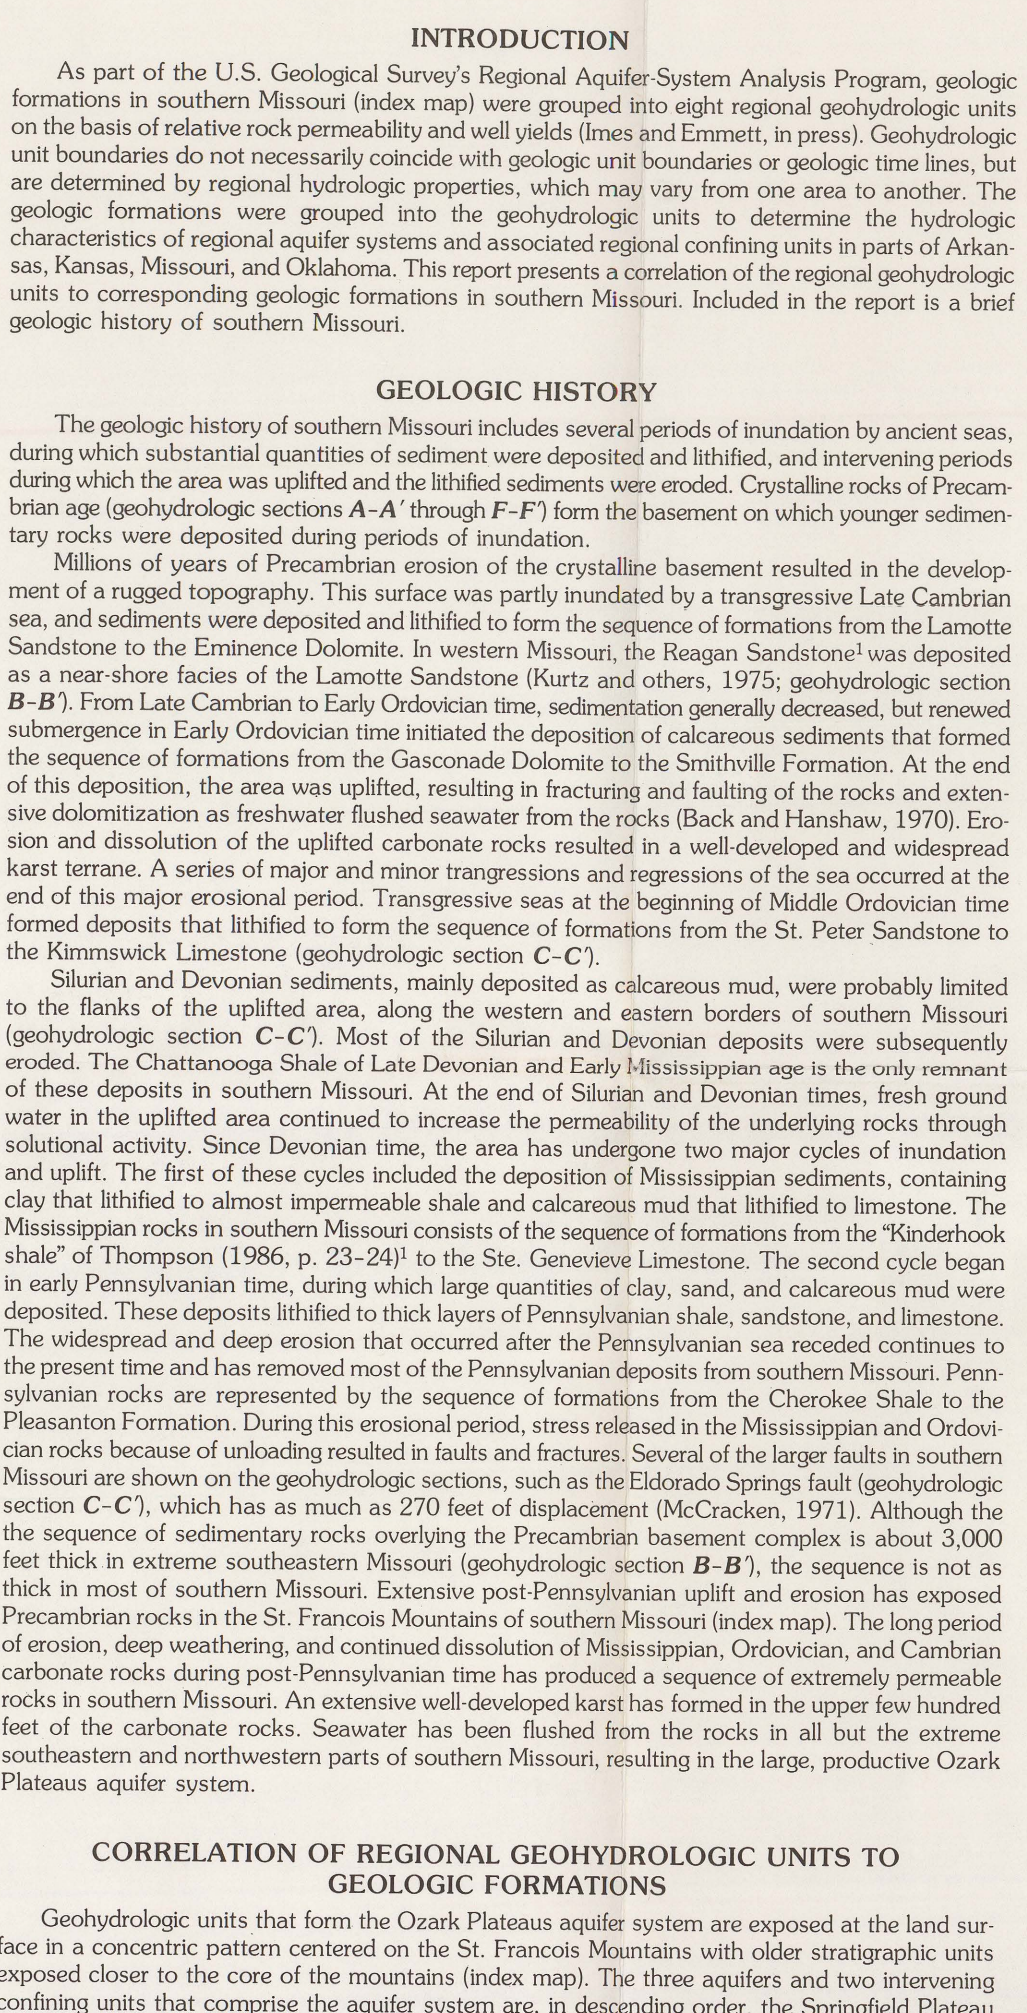 INTRODUCTION
As part of the U.S. Geological Survey's Regional Aquifer-System Analysis Program, geologic
formations in southern Missouri (index map) were grouped into eight regional geohydrologic units
on the basis of relative rock permeability and well yields (Imes and Emmett, in press). Geohydrologic
unit boundaries do not necessarily coincide with geologic unit boundaries or geologic time lines, but
are determined by regional hydrologic properties, which may vary from one area to another. The
geologic formations were grouped into the geohydrologic units to determine the hydrologic
characteristics of regional aquifer systems and associated regional confining units in parts of Arkan-
sas, Kansas, Missouri, and Oklahoma. This report presents a correlation of the regional geohydrologic
units to corresponding geologic formations in southern Missouri. Included in the report is a brief
geologic history of southern Missouri.
GEOLOGIC HISTORY
The geologic history of southern Missouri includes several periods of inundation by ancient seas,
during which substantial quantities of sediment were deposited and lithified, and intervening periods
during which the area was uplifted and the lithified sediments were eroded. Crystalline rocks of Precam-
brian age (geohydrologic sections A-A' through F-F') form the basement on which younger sedimen-
tary rocks were deposited during periods of inundation.
Millions of years of Precambrian erosion of the crystalline basement resulted in the develop-
ment of a rugged topography. This surface was partly inundated by a transgressive Late Cambrian
sea, and sediments were deposited and lithified to form the sequence of formations from the Lamotte
Sandstone to the Eminence Dolomite. In western Missouri, the Reagan Sandstone¹ was deposited
as a near-shore facies of the Lamotte Sandstone (Kurtz and others, 1975; geohydrologic section
B-B'). From Late Cambrian to Early Ordovician time, sedimentation generally decreased, but renewed
submergence in Early Ordovician time initiated the deposition of calcareous sediments that formed
the sequence of formations from the Gasconade Dolomite to the Smithville Formation. At the end
of this deposition, the area was uplifted, resulting in fracturing and faulting of the rocks and exten-
sive dolomitization as freshwater flushed seawater from the rocks (Back and Hanshaw, 1970). Ero-
sion and dissolution of the uplifted carbonate rocks resulted in a well-developed and widespread
karst terrane. A series of major and minor trangressions and regressions of the sea occurred at the
end of this major erosional period. Transgressive seas at the beginning of Middle Ordovician time
formed deposits that lithified to form the sequence of formations from the St. Peter Sandstone to
the Kimmswick Limestone (geohydrologic section C-C').
Silurian and Devonian sediments, mainly deposited as calcareous mud, were probably limited
to the flanks of the uplifted area, along the western and eastern borders of southern Missouri
(geohydrologic section C-C'). Most of the Silurian and Devonian deposits were subsequently
eroded. The Chattanooga Shale of Late Devonian and Early Mississippian age is the only remnant
of these deposits in southern Missouri. At the end of Silurian and Devonian times, fresh ground
water in the uplifted area continued to increase the permeability of the underlying rocks through
solutional activity. Since Devonian time, the area has undergone two major cycles of inundation
and uplift. The first of these cycles included the deposition of Mississippian sediments, containing
clay that lithified to almost impermeable shale and calcareous mud that lithified to limestone. The
Mississippian rocks in southern Missouri consists of the sequence of formations from the "Kinderhook
shale" of Thompson (1986, p. 23-24)¹ to the Ste. Genevieve Limestone. The second cycle began
in early Pennsylvanian time, during which large quantities of clay, sand, and calcareous mud were
deposited. These deposits lithified to thick layers of Pennsylvanian shale, sandstone, and limestone.
The widespread and deep erosion that occurred after the Pennsylvanian sea receded continues to
the present time and has removed most of the Pennsylvanian deposits from southern Missouri. Penn-
sylvanian rocks are represented by the sequence of formations from the Cherokee Shale to the
Pleasanton Formation. During this erosional period, stress released in the Mississippian and Ordovi-
cian rocks because of unloading resulted in faults and fractures. Several of the larger faults in southern
Missouri are shown on the geohydrologic sections, such as the Eldorado Springs fault (geohydrologic
section C-C'), which has as much as 270 feet of displacement (McCracken, 1971). Although the
the sequence of sedimentary rocks overlying the Precambrian basement complex is about 3,000
feet thick in extreme southeastern Missouri (geohydrologic section B-B'), the sequence is not as
thick in most of southern Missouri. Extensive post-Pennsylvanian uplift and erosion has exposed
Precambrian rocks in the St. Francois Mountains of southern Missouri (index map). The long period
of erosion, deep weathering, and continued dissolution of Mississippian, Ordovician, and Cambrian
carbonate rocks during post-Pennsylvanian time has produced a sequence of extremely permeable
rocks in southern Missouri. An extensive well-developed karst has formed in the upper few hundred
feet of the carbonate rocks. Seawater has been flushed from the rocks in all but the extreme
southeastern and northwestern parts of southern Missouri, resulting in the large, productive Ozark
Plateaus aquifer system.
CORRELATION OF REGIONAL GEOHYDROLOGIC UNITS TO
GEOLOGIC FORMATIONS
Geohydrologic units that form the Ozark Plateaus aquifer system are exposed at the land sur-
face in a concentric pattern centered on the St. Francois Mountains with older stratigraphic units
exposed closer to the core of the mountains (index map). The three aquifers and two intervening
confining units that comprise the aquifer system are, in descending order, the Springfield Plateau